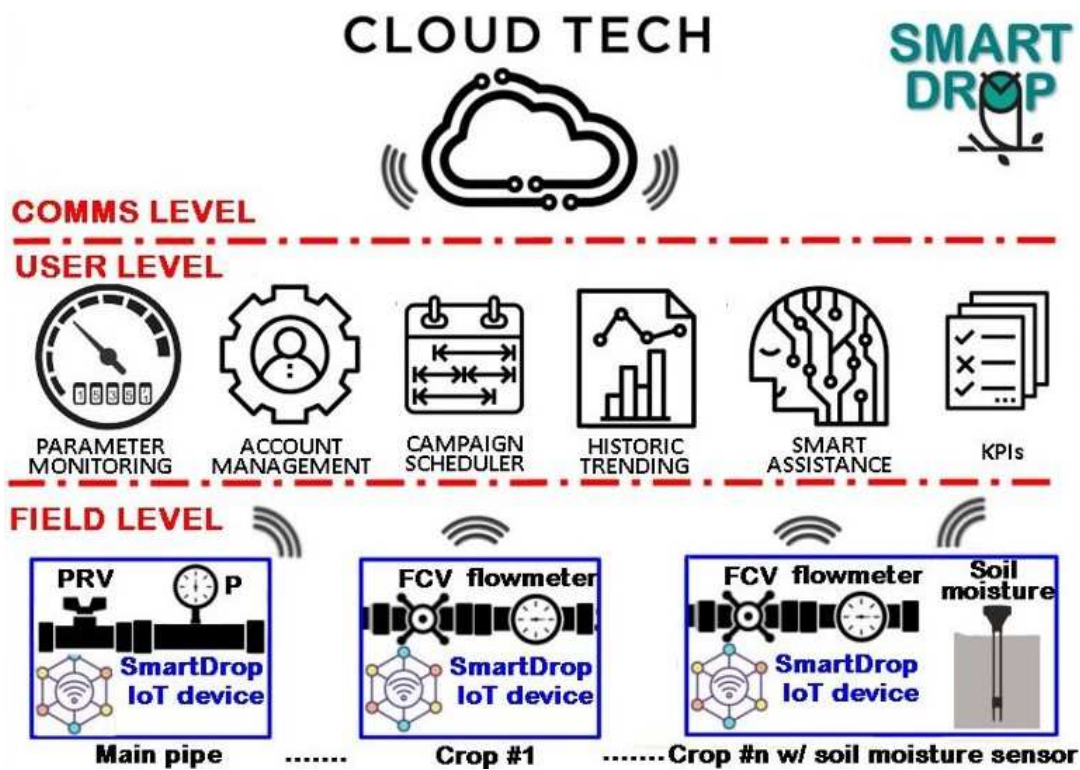 CLOUD TECH
SMART
DROP
COMMS LEVEL
USER LEVEL
PARAMETER
MONITORING
ACCOUNT
MANAGEMENT
CAMPAIGN
SCHEDULER
HISTORIC
TRENDING
SMART
ASSISTANCE
KPIs
FIELD LEVEL
PRV
P
SmartDrop
IoT device
Main pipe
.......
FCV flowmeter
SmartDrop
IoT device
Crop #1
.......
FCV flowmeter
Soil
moisture
SmartDrop
IoT device
Crop #n w/ soil moisture sensor